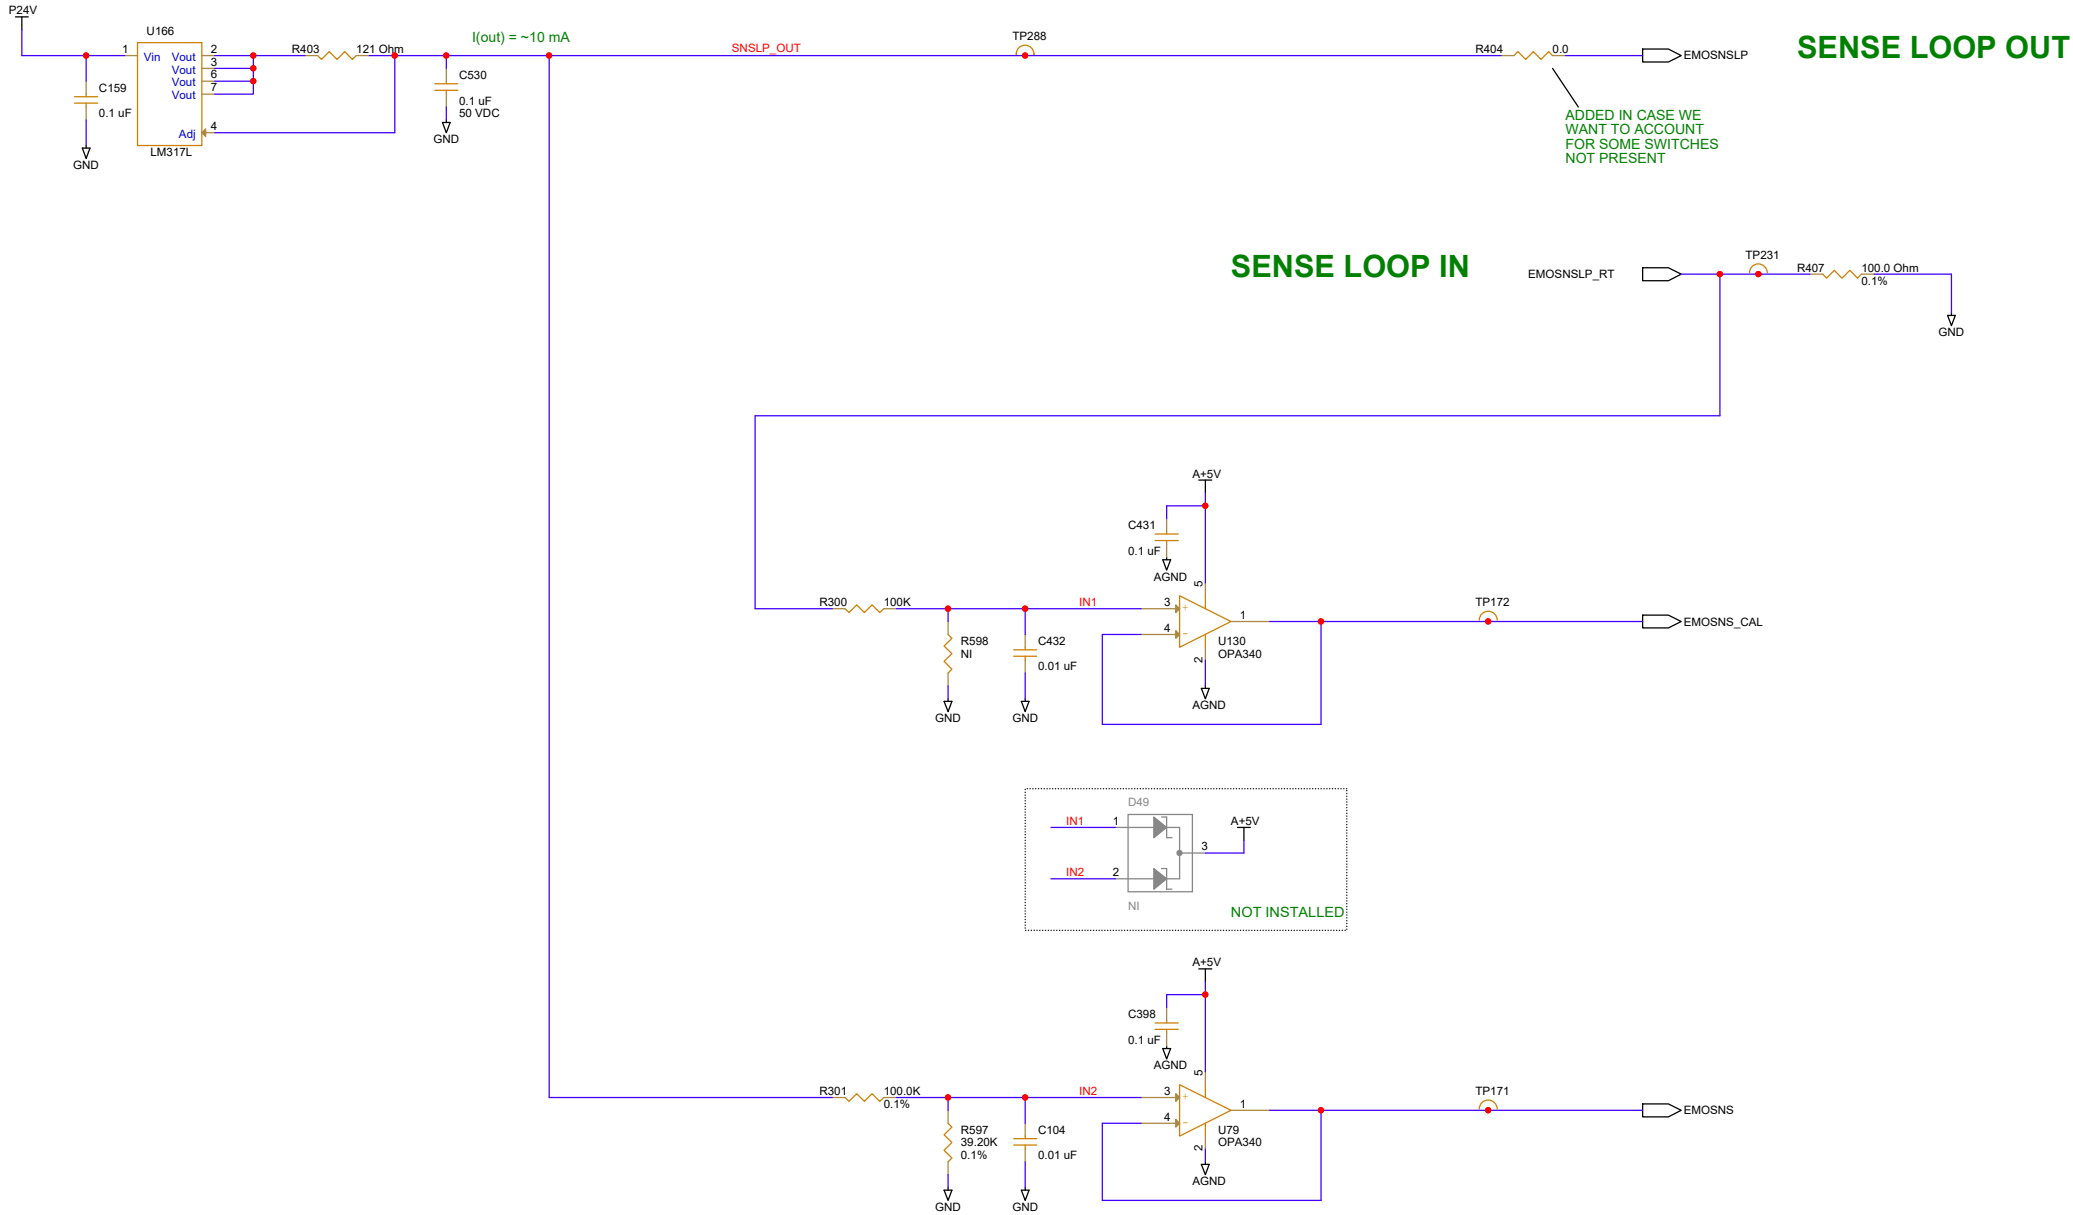 P24V
U166
1
Vin
Vout
2
Vout
3
Vout
6
Vout
7
Adj
4
LM317L
C159
0.1 uF
GND
R403
121 Ohm
I(out) = ~10 mA
C530
0.1 uF
50 VDC
GND
SNSLP_OUT
TP288
R404
0.0
EMOSNSLP
SENSE LOOP OUT
ADDED IN CASE WE
WANT TO ACCOUNT
FOR SOME SWITCHES
NOT PRESENT
SENSE LOOP IN
EMOSNSLP_RT
TP231
R407
100.0 Ohm
0.1%
GND
A+5V
C431
0.1 uF
AGND
5
R300
100K
IN1
3
+
4
-
1
U130
OPA340
2
AGND
R598
NI
GND
C432
0.01 uF
GND
TP172
EMOSNS_CAL
D49
IN1
1
A+5V
3
IN2
2
NI
NOT INSTALLED
A+5V
C398
0.1 uF
AGND
5
R301
100.0K
0.1%
IN2
3
+
4
-
1
U79
OPA340
2
AGND
R597
39.20K
0.1%
GND
C104
0.01 uF
GND
TP171
EMOSNS